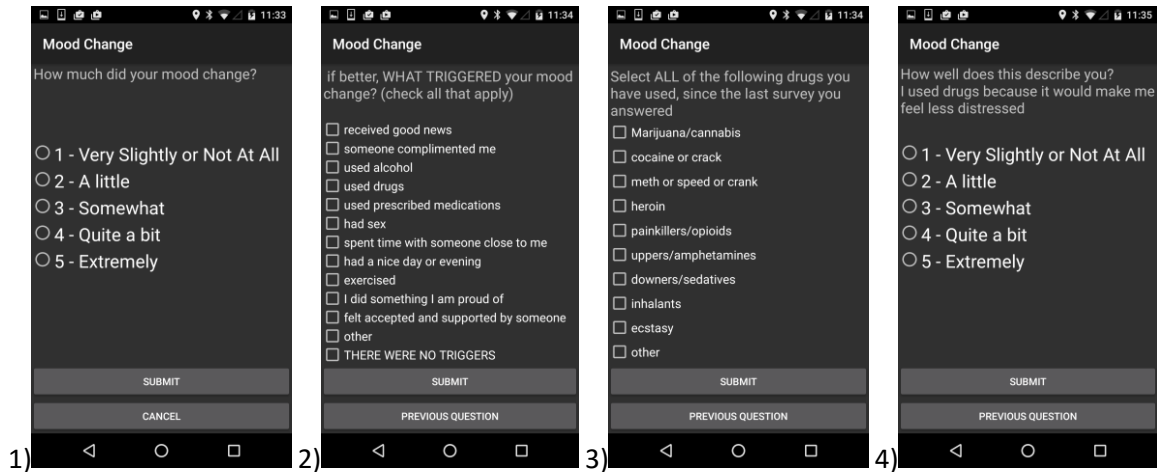 11:33
Mood Change
How much did your mood change?
1 - Very Slightly or Not At All
2 - A little
3 - Somewhat
4 - Quite a bit
5 - Extremely
SUBMIT
CANCEL
1)
11:34
Mood Change
if better, WHAT TRIGGERED your mood
change? (check all that apply)
received good news
someone complimented me
used alcohol
used drugs
used prescribed medications
had sex
spent time with someone close to me
had a nice day or evening
exercised
I did something I am proud of
felt accepted and supported by someone
other
THERE WERE NO TRIGGERS
SUBMIT
PREVIOUS QUESTION
2)
11:34
Mood Change
Select ALL of the following drugs you
have used, since the last survey you
answered
Marijuana/cannabis
cocaine or crack
meth or speed or crank
heroin
painkillers/opioids
uppers/amphetamines
downers/sedatives
inhalants
ecstasy
other
SUBMIT
PREVIOUS QUESTION
3)
11:35
Mood Change
How well does this describe you?
I used drugs because it would make me
feel less distressed
1 - Very Slightly or Not At All
2 - A little
3 - Somewhat
4 - Quite a bit
5 - Extremely
SUBMIT
PREVIOUS QUESTION
4)